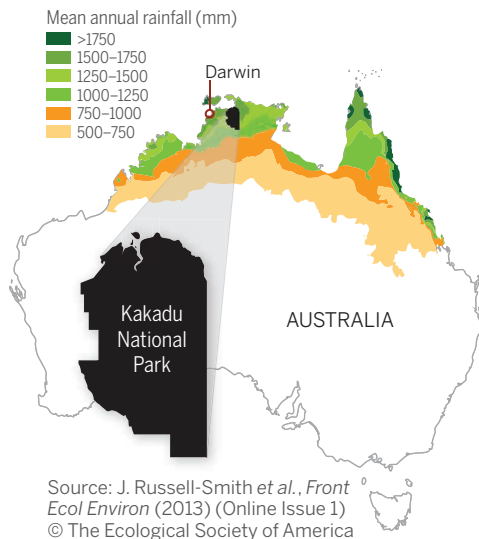 Mean annual rainfall (mm)
>1750
1500–1750
1250–1500
1000–1250
750–1000
500–750
Darwin
Kakadu
National
Park
AUSTRALIA
Source: J. Russell-Smith et al., Front
Ecol Environ (2013) (Online Issue 1)
© The Ecological Society of America